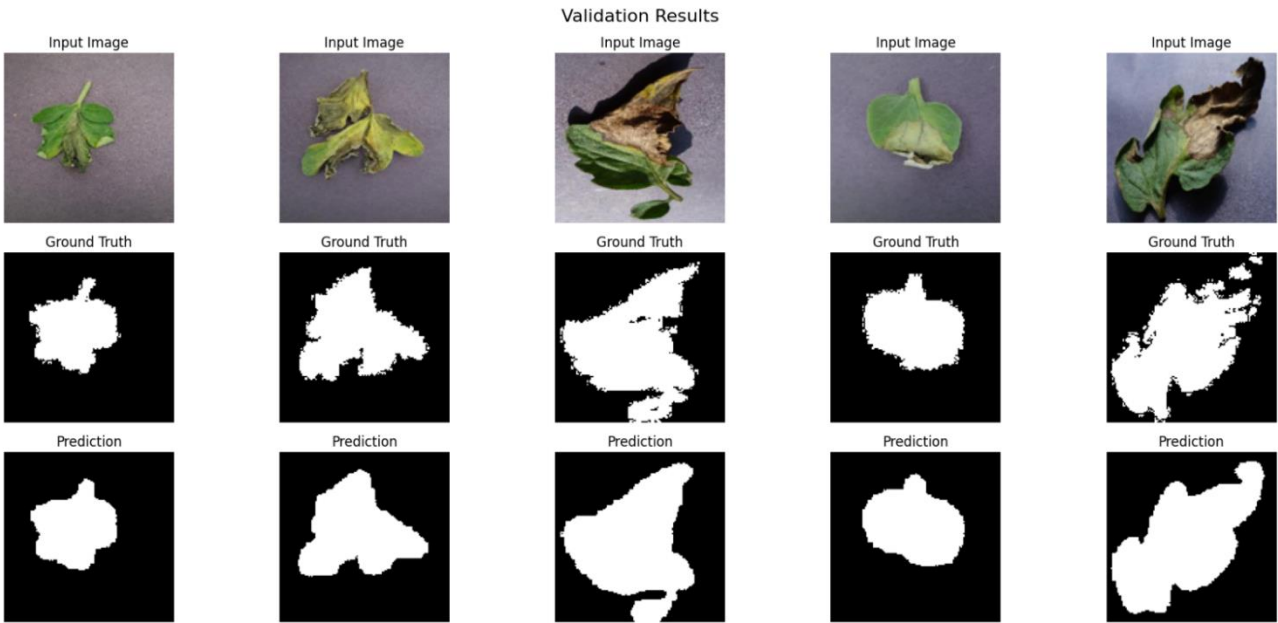 Validation Results
Input Image Input Image Input Image Input Image Input Image
Ground Truth Ground Truth Ground Truth Ground Truth Ground Truth
Prediction Prediction Prediction Prediction Prediction